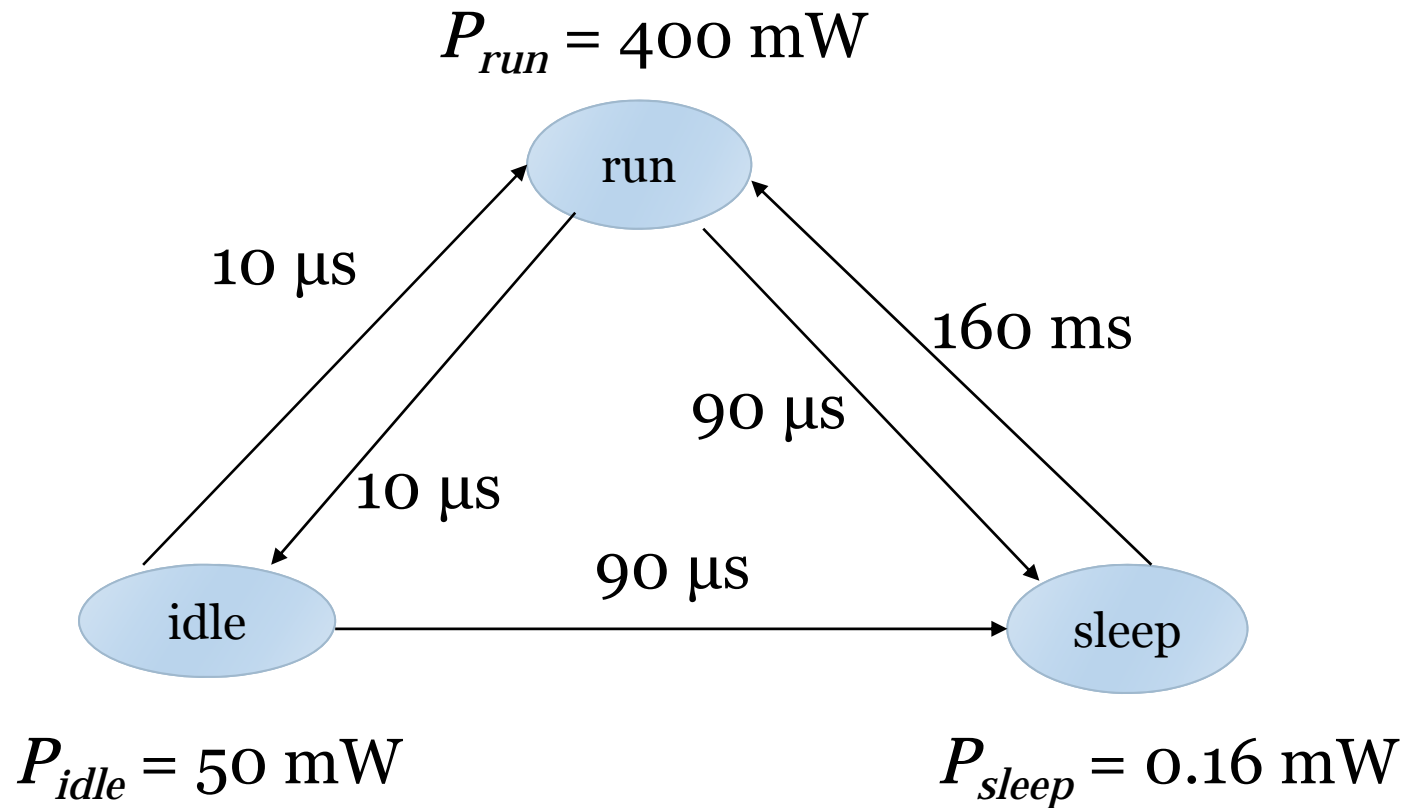 P_run = 400 mW
run
10 µs
160 ms
90 µs
10 µs
90 µs
idle
sleep
P_idle = 50 mW
P_sleep = 0.16 mW